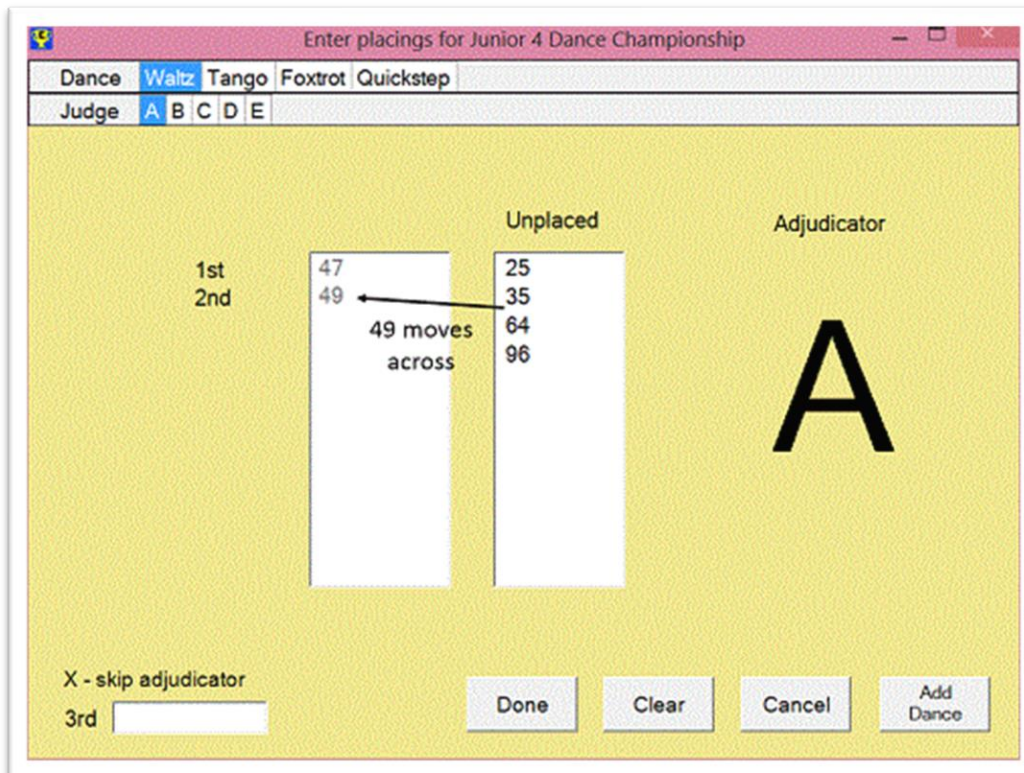 Enter placings for Junior 4 Dance Championship
Dance Waltz Tango Foxtrot Quickstep
Judge A B C D E
Unplaced
Adjudicator
1st 47 25
2nd 49 35
64
96
49 moves
across
A
X - skip adjudicator
3rd
Done Clear Cancel Add
Dance